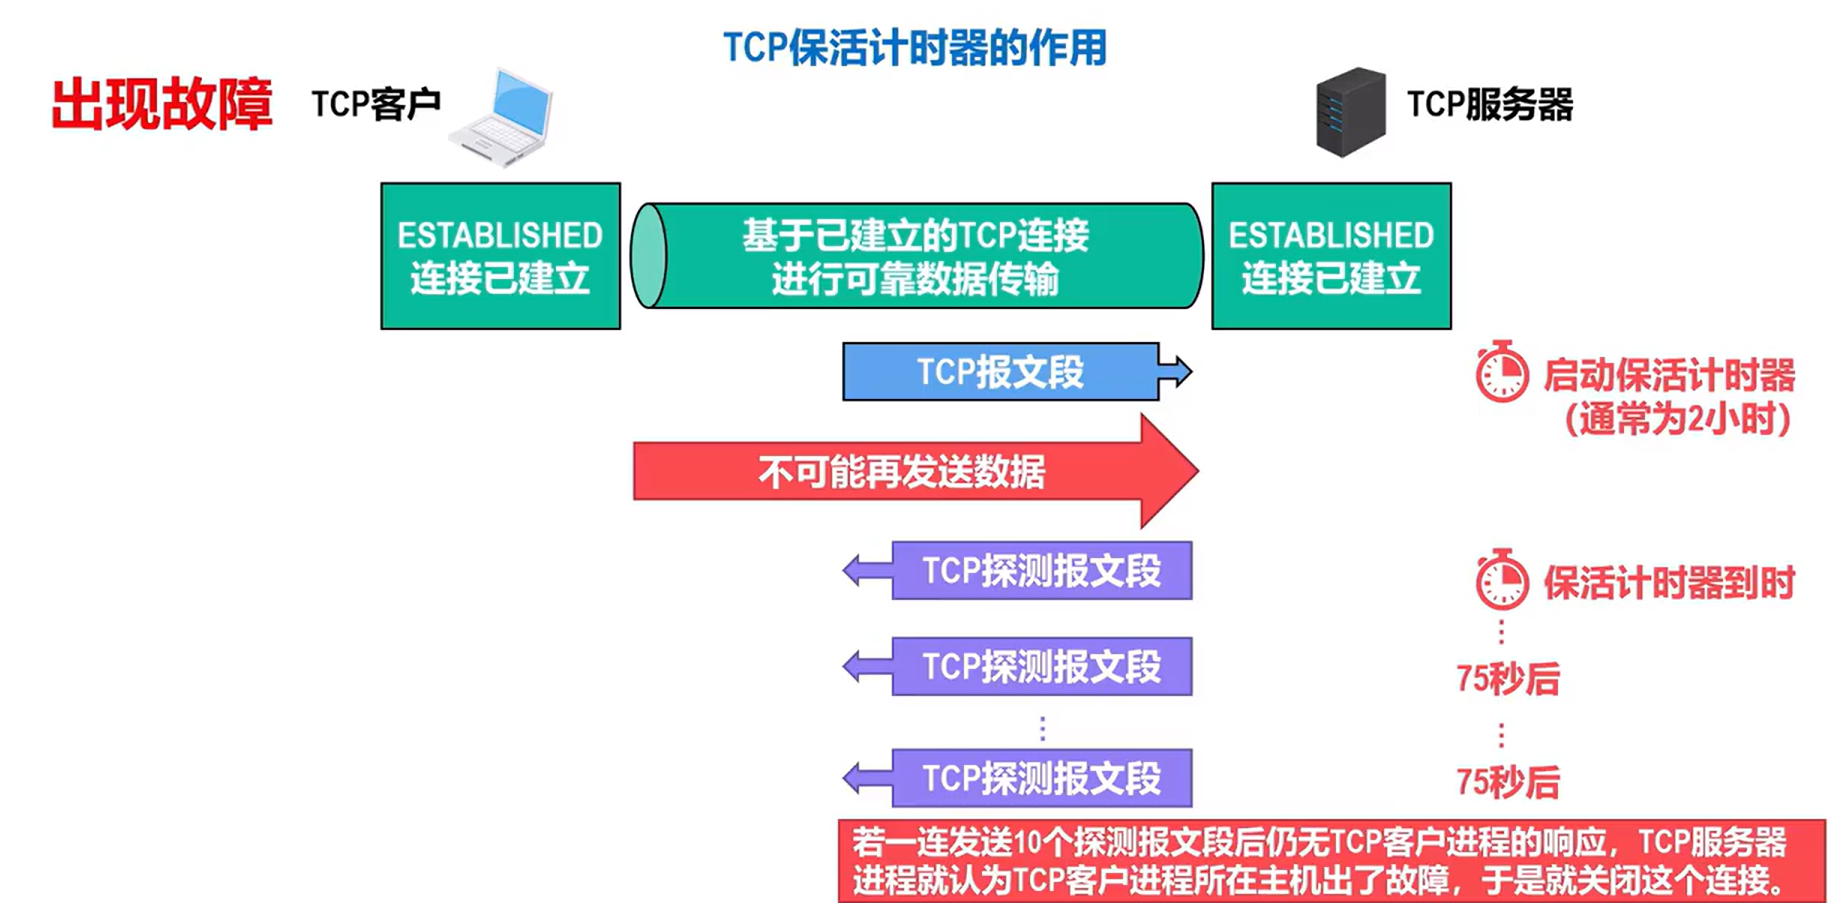 TCP保活计时器的作用
出现故障
TCP客户
TCP服务器
ESTABLISHED
连接已建立
基于已建立的TCP连接
进行可靠数据传输
ESTABLISHED
连接已建立
TCP报文段
启动保活计时器
（通常为2小时）
不可能再发送数据
TCP探测报文段
保活计时器到时
TCP探测报文段
75秒后
TCP探测报文段
75秒后
若一连发送10个探测报文段后仍无TCP客户进程的响应，TCP服务器
进程就认为TCP客户进程所在主机出了故障，于是就关闭这个连接。